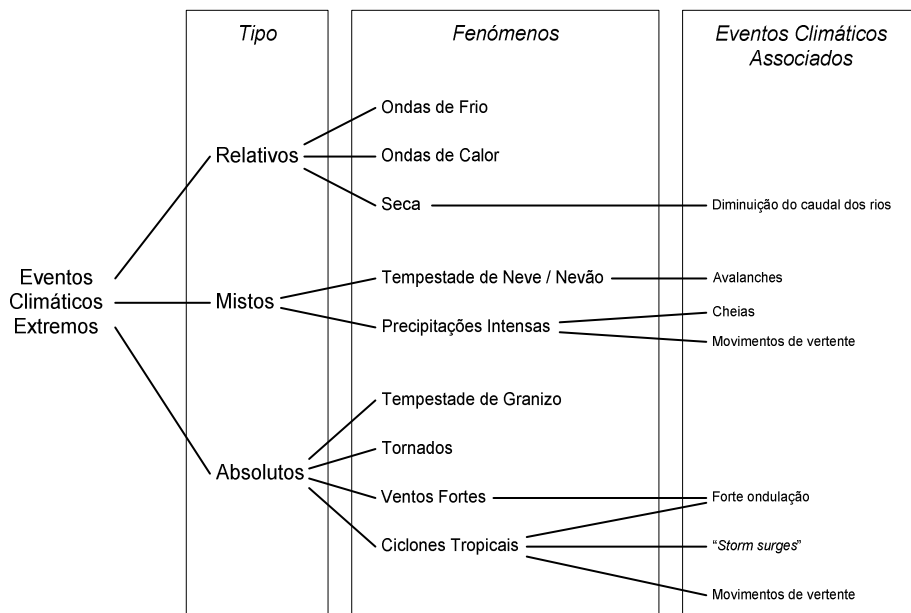 Tipo
Fenómenos
Eventos Climáticos
Associados
Ondas de Frio
Relativos
Ondas de Calor
Seca
Diminuição do caudal dos rios
Eventos
Climáticos
Extremos
Mistos
Tempestade de Neve / Nevão
Avalanches
Precipitações Intensas
Cheias
Movimentos de vertente
Absolutos
Tempestade de Granizo
Tornados
Ventos Fortes
Forte ondulação
Ciclones Tropicais
“Storm surges”
Movimentos de vertente